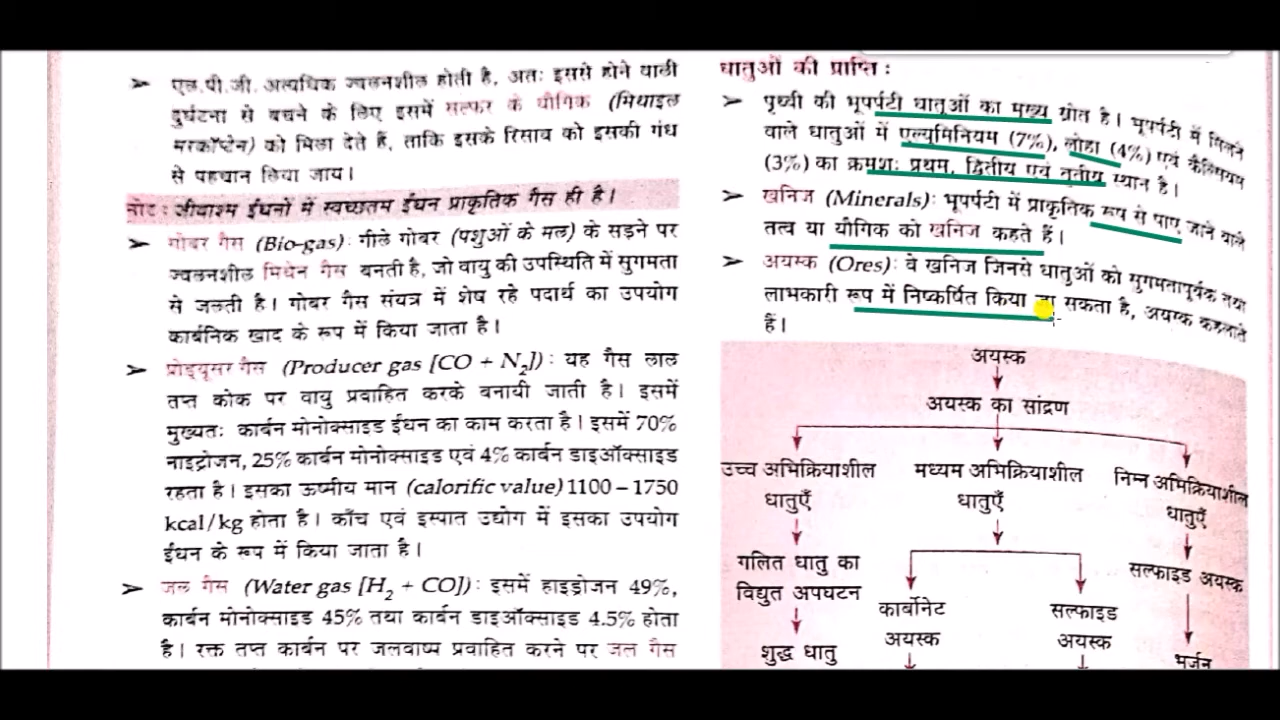 एल.पी.जी. अत्यधिक ज्वलनशील होती है, अतः इससे होने वाली
दुर्घटना से बचने के लिए इसमें सल्फर के यौगिक (मिथाइल
मरकॉप्टेन) को मिला देते हैं, ताकि इसके रिसाव को इसकी गंध
से पहचान लिया जाय।
नोट: जीवाश्म ईंधनों में स्वच्छतम ईंधन प्राकृतिक गैस ही है।
➢ गोबर गैस (Bio-gas): गीले गोबर (पशुओं के मल) के सड़ने पर
ज्वलनशील मिथेन गैस बनती है, जो वायु की उपस्थिति में सुगमता
से जलती है। गोबर गैस संयत्र में शेष रहे पदार्थ का उपयोग
कार्बनिक खाद के रूप में किया जाता है।
➢ प्रोड्यूसर गैस (Producer gas [CO + N₂]): यह गैस लाल
तप्त कोक पर वायु प्रवाहित करके बनायी जाती है। इसमें
मुख्यतः कार्बन मोनोक्साइड ईंधन का काम करता है। इसमें 70%
नाइट्रोजन, 25% कार्बन मोनोक्साइड एवं 4% कार्बन डाइऑक्साइड
रहता है। इसका ऊष्मीय मान (calorific value) 1100 – 1750
kcal/kg होता है। काँच एवं इस्पात उद्योग में इसका उपयोग
ईंधन के रूप में किया जाता है।
➢ जल गैस (Water gas [H₂ + CO]): इसमें हाइड्रोजन 49%,
कार्बन मोनोक्साइड 45% तथा कार्बन डाइऑक्साइड 4.5% होता
है। रक्त तप्त कार्बन पर जलवाष्प प्रवाहित करने पर जल गैस
धातुओं की प्राप्ति:
➢ पृथ्वी की भूपर्पटी धातुओं का मुख्य स्रोत है। भूपर्पटी में मिलने
वाले धातुओं में एल्यूमिनियम (7%), लोहा (4%) एवं कैल्सियम
(3%) का क्रमशः प्रथम, द्वितीय एवं तृतीय स्थान है।
➢ खनिज (Minerals): भूपर्पटी में प्राकृतिक रूप से पाए जाने वाले
तत्व या यौगिक को खनिज कहते हैं।
➢ अयस्क (Ores): वे खनिज जिनसे धातुओं को सुगमतापूर्वक तथा
लाभकारी रूप में निष्कर्षित किया जा सकता है, अयस्क कहलाते
हैं।
अयस्क
अयस्क का सांद्रण
उच्च अभिक्रियाशील धातुएँ
मध्यम अभिक्रियाशील धातुएँ
निम्न अभिक्रियाशील धातुएँ
गलित धातु का
विद्युत अपघटन
सल्फाइड अयस्क
कार्बोनेट
अयस्क
सल्फाइड
अयस्क
शुद्ध धातु
भर्जन